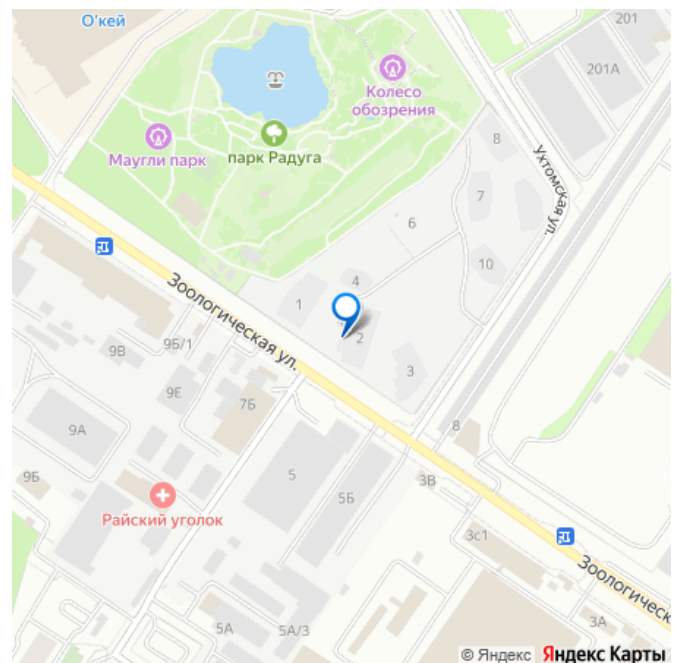 О'кей
201
201А
Колесо
обозрения
Маугли парк
парк Радуга
8
Ухтомская ул.
7
6
10
4
1
2
3
Зоологическая ул.
9В
9Б/1
9Е
7Б
9А
8
9Б
5
5Б
3В
Райский уголок
3с1
Зоологическ
5А
5А/3
3А
© Яндекс Яндекс Карты